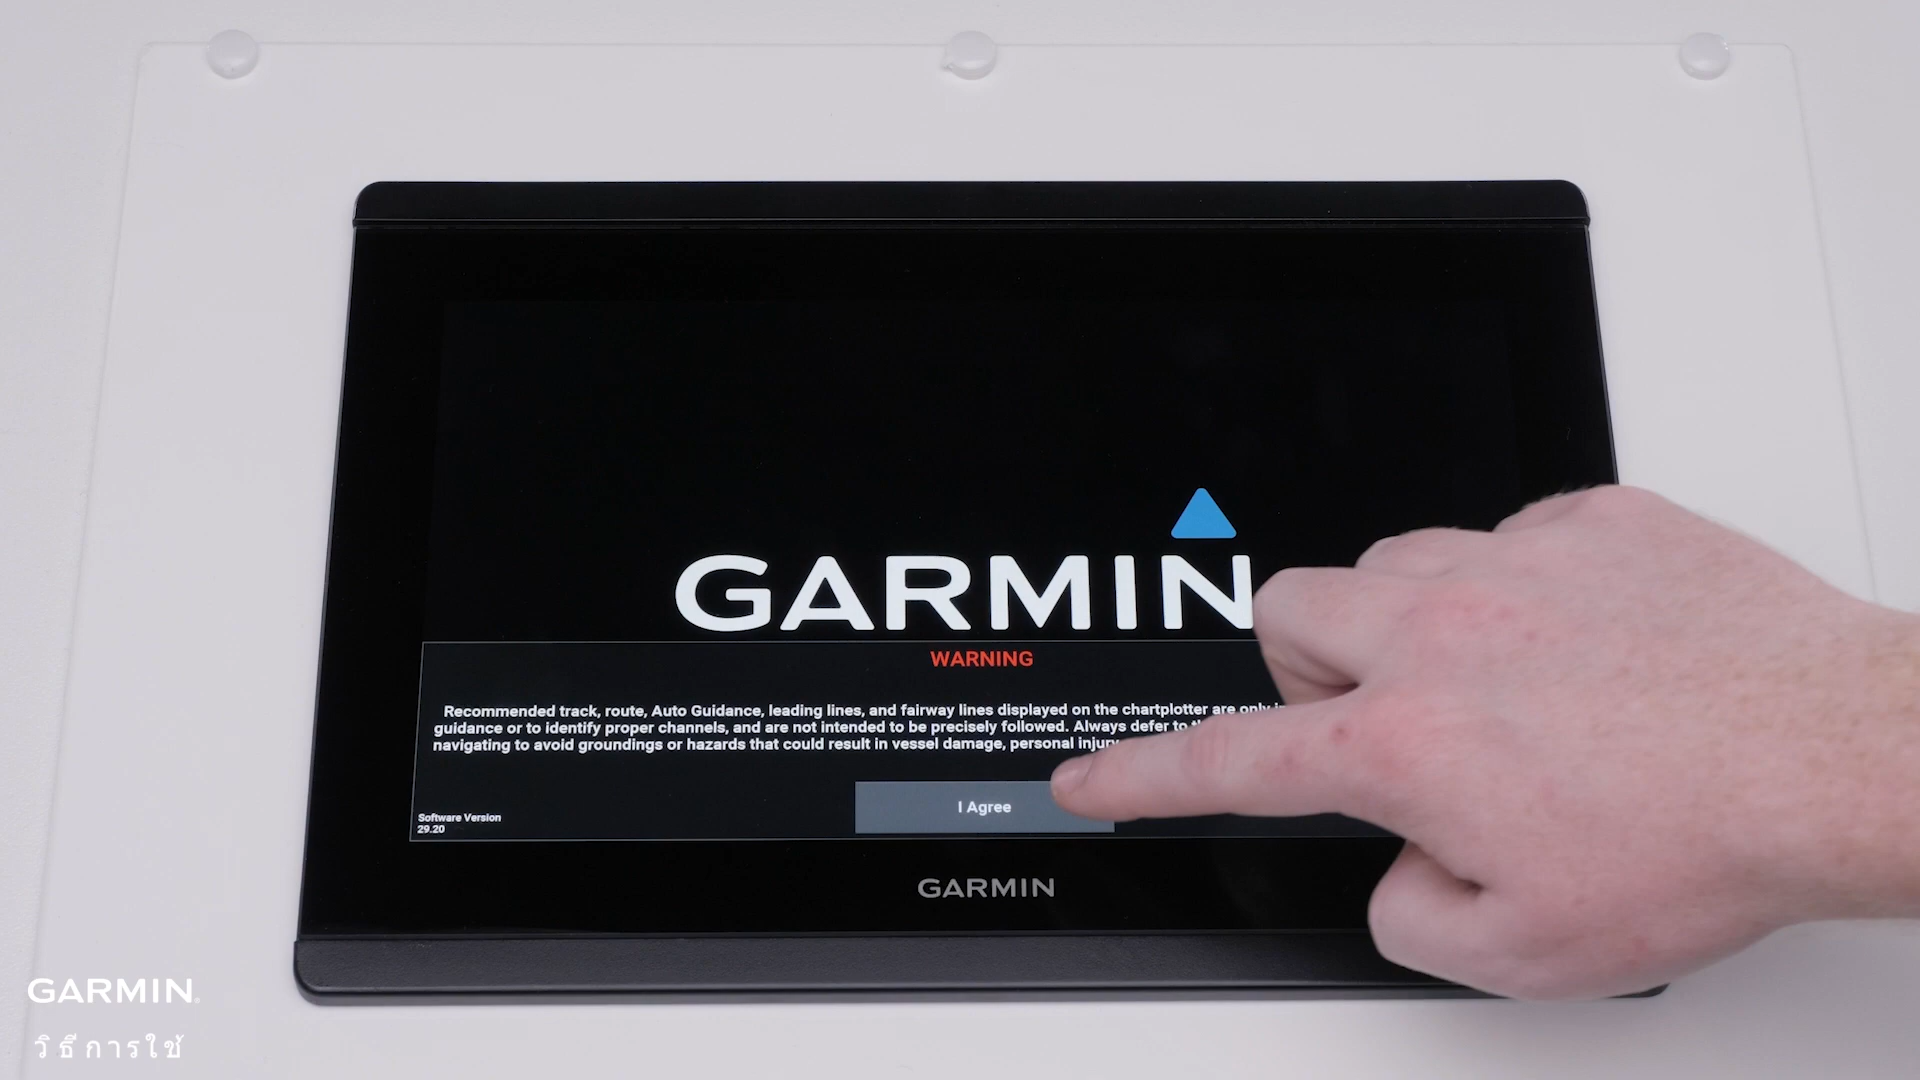 GARMIN
WARNING
Recommended track, route, Auto Guidance, leading lines, and fairway lines displayed on the chartplotter are only
guidance or to identify proper channels, and are not intended to be precisely followed. Always defer to
navigating to avoid groundings or hazards that could result in vessel damage, personal injury
I Agree
Software Version
29.20
GARMIN
GARMIN
วิธีการใช้